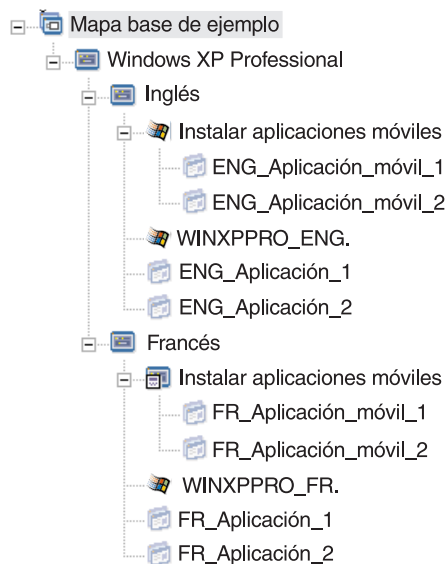 Mapa base de ejemplo
Windows XP Professional
Inglés
Instalar aplicaciones móviles
ENG_Aplicación_móvil_1
ENG_Aplicación_móvil_2
WINXPPRO_ENG.
ENG_Aplicación_1
ENG_Aplicación_2
Francés
Instalar aplicaciones móviles
FR_Aplicación_móvil_1
FR_Aplicación_móvil_2
WINXPPRO_FR.
FR_Aplicación_1
FR_Aplicación_2